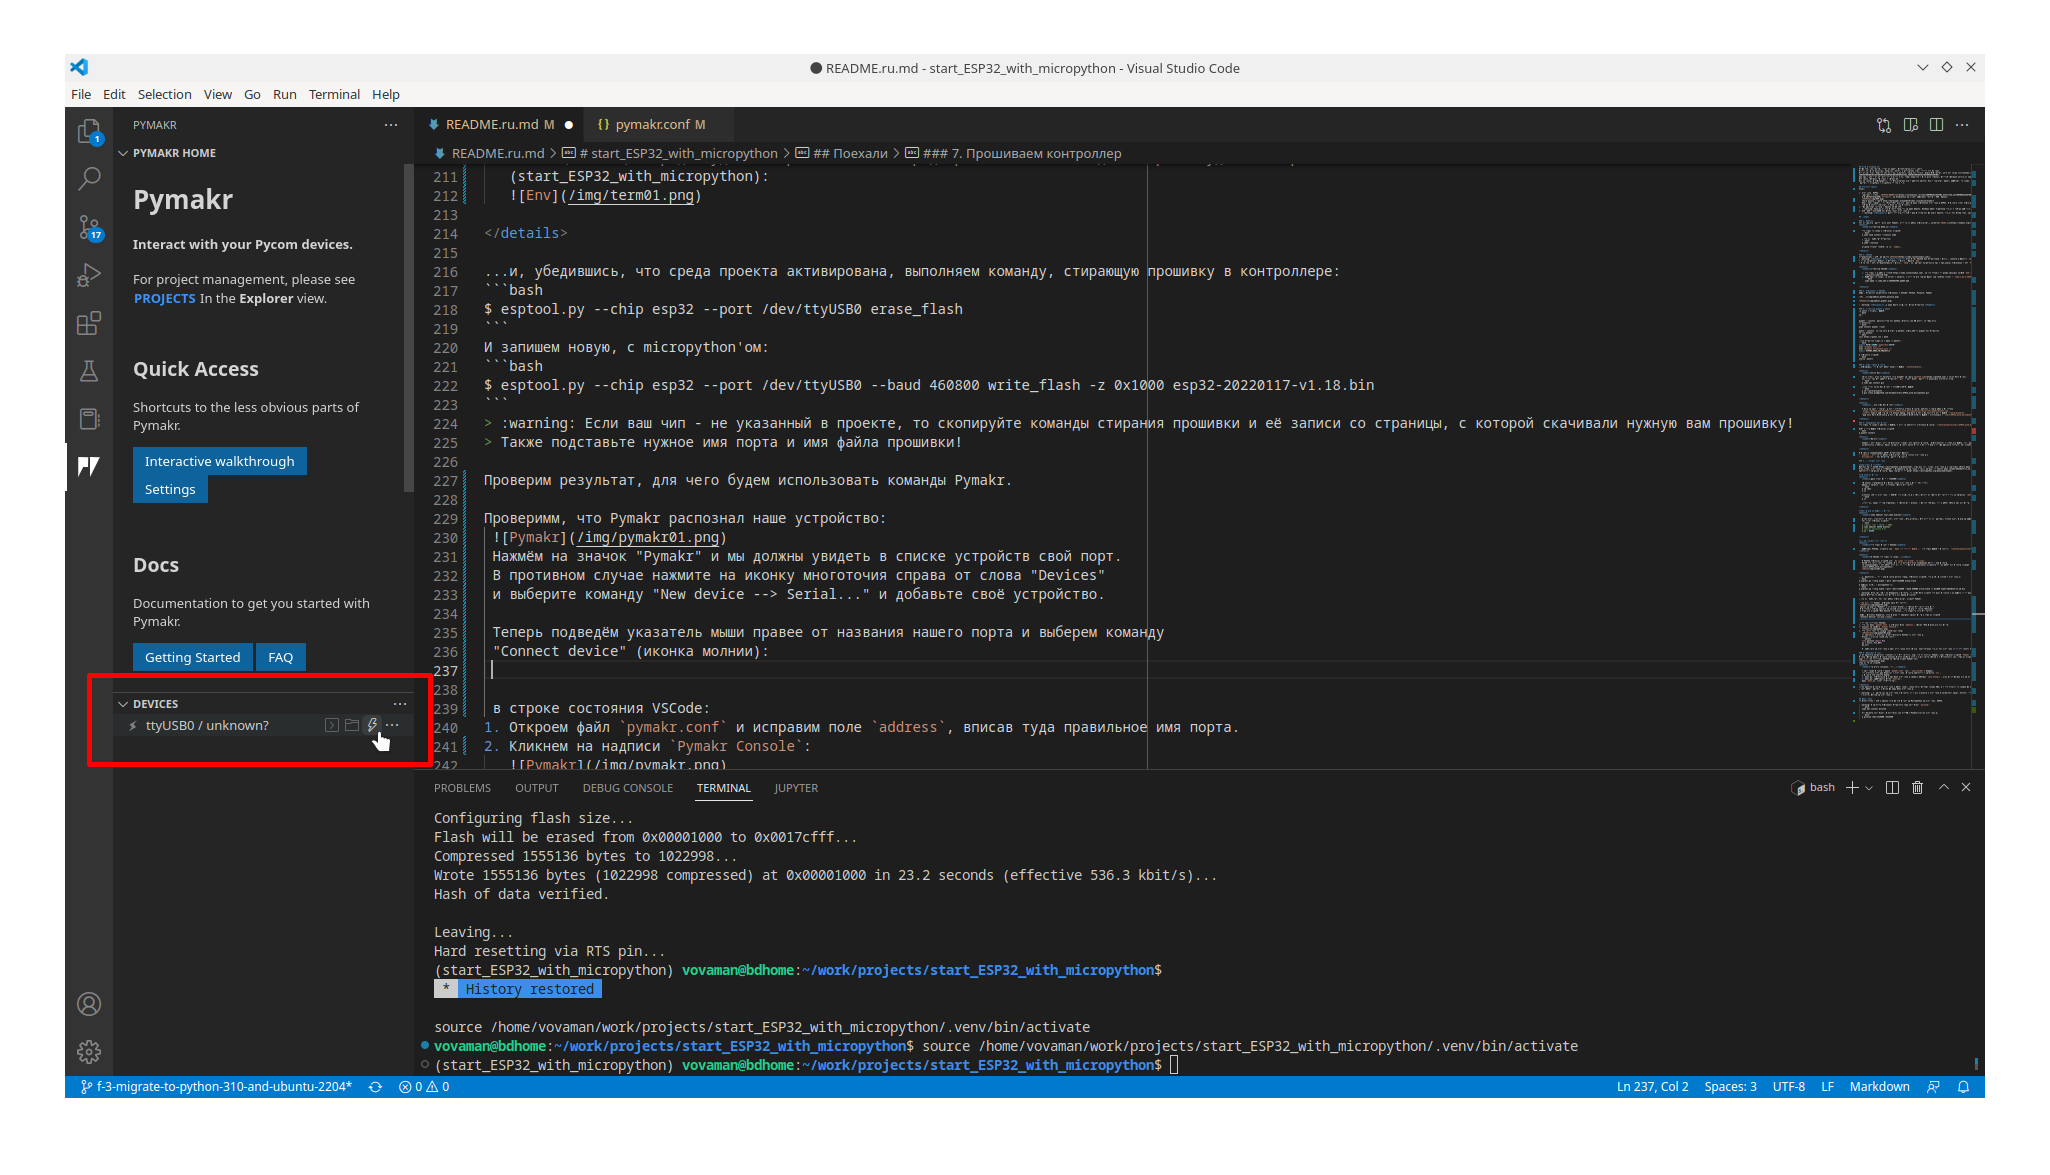 README.ru.md - start_ESP32_with_micropython - Visual Studio Code
File Edit Selection View Go Run Terminal Help
PYMAKR
README.ru.md M
pymakr.conf M
PYMAKR HOME
README.ru.md > # start_ESP32_with_micropython > ## Поехали > ### 7. Прошиваем контроллер
1
17
Pymakr
Interact with your Pycom devices.
For project management, please see
PROJECTS In the Explorer view.
Quick Access
Shortcuts to the less obvious parts of
Pymakr.
Interactive walkthrough
Settings
Docs
Documentation to get you started with
Pymakr.
Getting Started FAQ
DEVICES
ttyUSB0 / unknown?
211 (start_ESP32_with_micropython):
212 ![Env](/img/term01.png)
213
214 </details>
215
216 ...и, убедившись, что среда проекта активирована, выполняем команду, стирающую прошивку в контроллере:
217 ```bash
218 $ esptool.py --chip esp32 --port /dev/ttyUSB0 erase_flash
219 ```
220 И запишем новую, с micropython'ом:
221 ```bash
222 $ esptool.py --chip esp32 --port /dev/ttyUSB0 --baud 460800 write_flash -z 0x1000 esp32-20220117-v1.18.bin
223 ```
224 > :warning: Если ваш чип - не указанный в проекте, то скопируйте команды стирания прошивки и её записи со страницы, с которой скачивали нужную вам прошивку!
225 > Также подставьте нужное имя порта и имя файла прошивки!
226
227 Проверим результат, для чего будем использовать команды Pymakr.
228
229 Проверимм, что Pymakr распознал наше устройство:
230 ![Pymakr](/img/pymakr01.png)
231 Нажмём на значок "Pymakr" и мы должны увидеть в списке устройств свой порт.
232 В противном случае нажмите на иконку многоточия справа от слова "Devices"
233 и выберите команду "New device --> Serial..." и добавьте своё устройство.
234
235 Теперь подведём указатель мыши правее от названия нашего порта и выберем команду
236 "Connect device" (иконка молнии):
237
238
239 в строке состояния VSCode:
240 1. Откроем файл `pymakr.conf` и исправим поле `address`, вписав туда правильное имя порта.
241 2. Кликнем на надписи `Pymakr Console`:
242 ![Pymakr](/img/pymakr.png)
PROBLEMS OUTPUT DEBUG CONSOLE TERMINAL JUPYTER
bash
Configuring flash size...
Flash will be erased from 0x00001000 to 0x0017cfff...
Compressed 1555136 bytes to 1022998...
Wrote 1555136 bytes (1022998 compressed) at 0x00001000 in 23.2 seconds (effective 536.3 kbit/s)...
Hash of data verified.
Leaving...
Hard resetting via RTS pin...
(start_ESP32_with_micropython) vovaman@bdhome:~/work/projects/start_ESP32_with_micropython$
* History restored
source /home/vovaman/work/projects/start_ESP32_with_micropython/.venv/bin/activate
vovaman@bdhome:~/work/projects/start_ESP32_with_micropython$ source /home/vovaman/work/projects/start_ESP32_with_micropython/.venv/bin/activate
(start_ESP32_with_micropython) vovaman@bdhome:~/work/projects/start_ESP32_with_micropython$
f-3-migrate-to-python-310-and-ubuntu-2204* 0 0 Ln 237, Col 2 Spaces: 3 UTF-8 LF Markdown